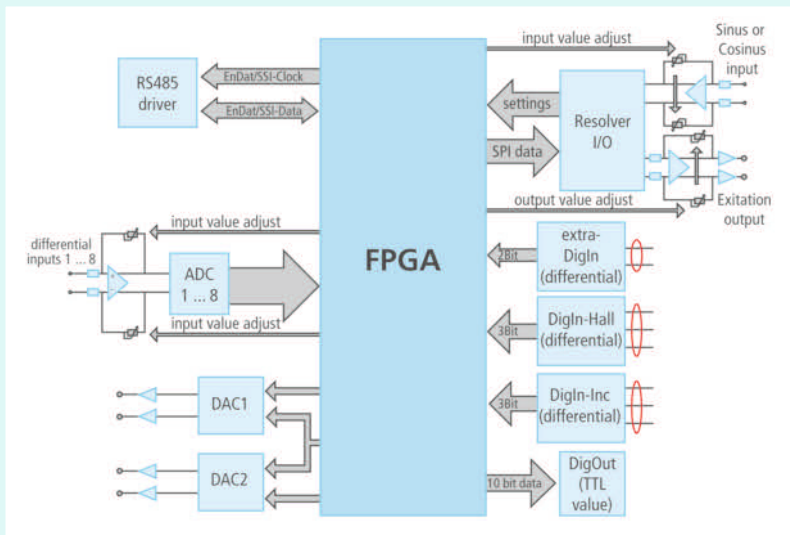 input value adjust
Sinus or
Cosinus
input
RS485
driver
EnDat/SSI-Clock
EnDat/SSI-Data
settings
SPI data
Resolver
I/O
output value adjust
Exitation
output
input value adjust
differential
inputs 1 ... 8
ADC
1 ... 8
input value adjust
FPGA
2Bit
extra-
DigIn
(differential)
3Bit
DigIn-Hall
(differential)
3Bit
DigIn-Inc
(differential)
DAC1
DAC2
10 bit data
DigOut
(TTL
value)